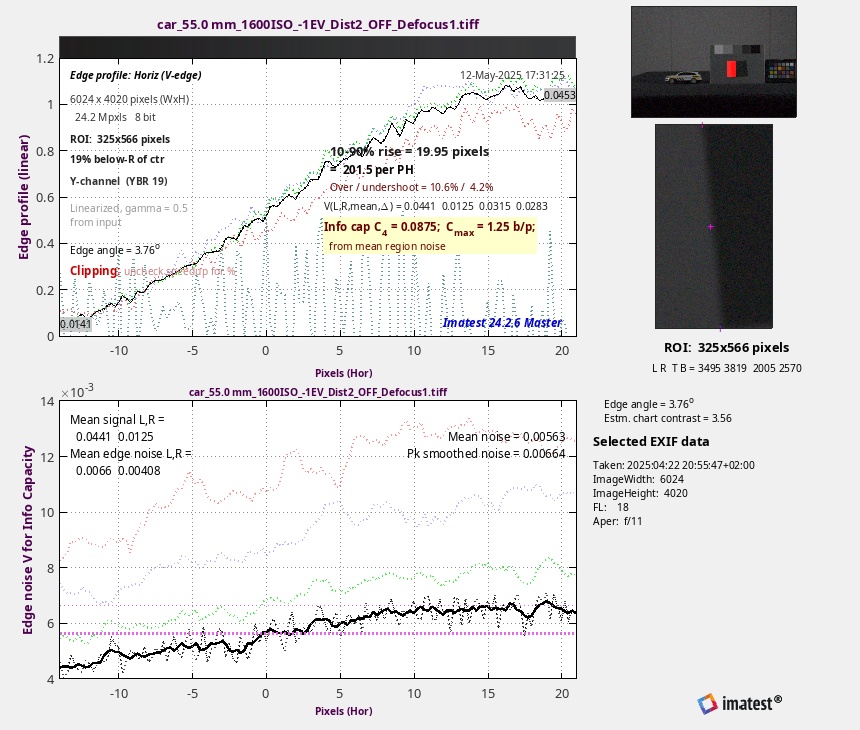 car_55.0 mm_1600ISO_-1EV_Dist2_OFF_Defocus1.tiff
Edge profile: Horiz (V-edge)
12-May-2025 17:31:25
6024 x 4020 pixels (WxH)
24.2 Mpxls   8 bit
ROI:  325x566 pixels
19% below-R of ctr
Y-channel  (YBR 19)
Linearized, gamma = 0.5
from input
Edge angle = 3.76°
Clipping  uncheck speedup for %
0.0453
10-90% rise = 19.95 pixels
=  201.5 per PH
Over / undershoot = 10.6% /  4.2%
V(L,R,mean,Δ) = 0.0441  0.0125  0.0315  0.0283
Info cap C4 = 0.0875;  Cmax = 1.25 b/p;
from mean region noise
0.0141
Imatest 24.2.6 Master
Edge profile (linear)
1.2
1
0.8
0.6
0.4
0.2
0
-10 -5 0 5 10 15 20
Pixels (Hor)
car_55.0 mm_1600ISO_-1EV_Dist2_OFF_Defocus1.tiff
×10-3
Mean signal L,R =
0.0441  0.0125
Mean edge noise L,R =
0.0066  0.00408
Mean noise = 0.00563
Pk smoothed noise = 0.00664
Edge noise V for Info Capacity
14
12
10
8
6
4
-10 -5 0 5 10 15 20
Pixels (Hor)
ROI:  325x566 pixels
L R  T B = 3495 3819  2005 2570
Edge angle = 3.76°
Estm. chart contrast = 3.56
Selected EXIF data
Taken: 2025:04:22 20:55:47+02:00
ImageWidth:  6024
ImageHeight:  4020
FL:   18
Aper:  f/11
imatest®